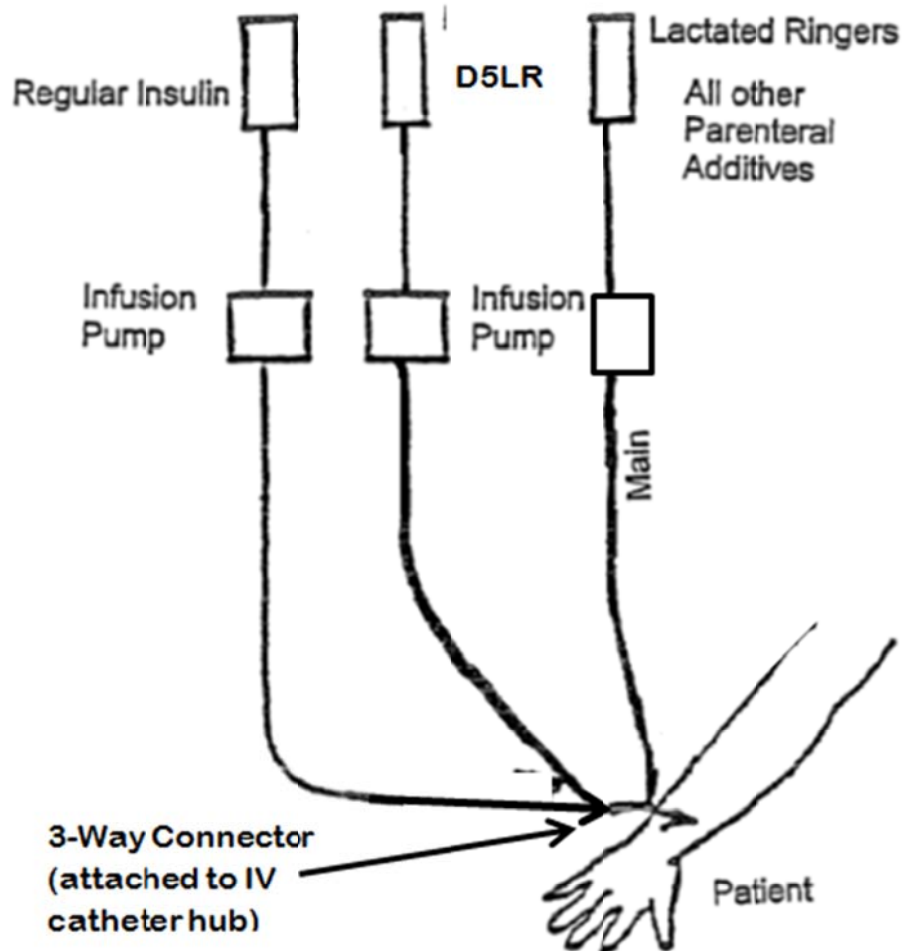 Regular Insulin
D5LR
Lactated Ringers
All other
Parenteral
Additives
Infusion
Pump
Infusion
Pump
Main
3-Way Connector
(attached to IV
catheter hub)
Patient